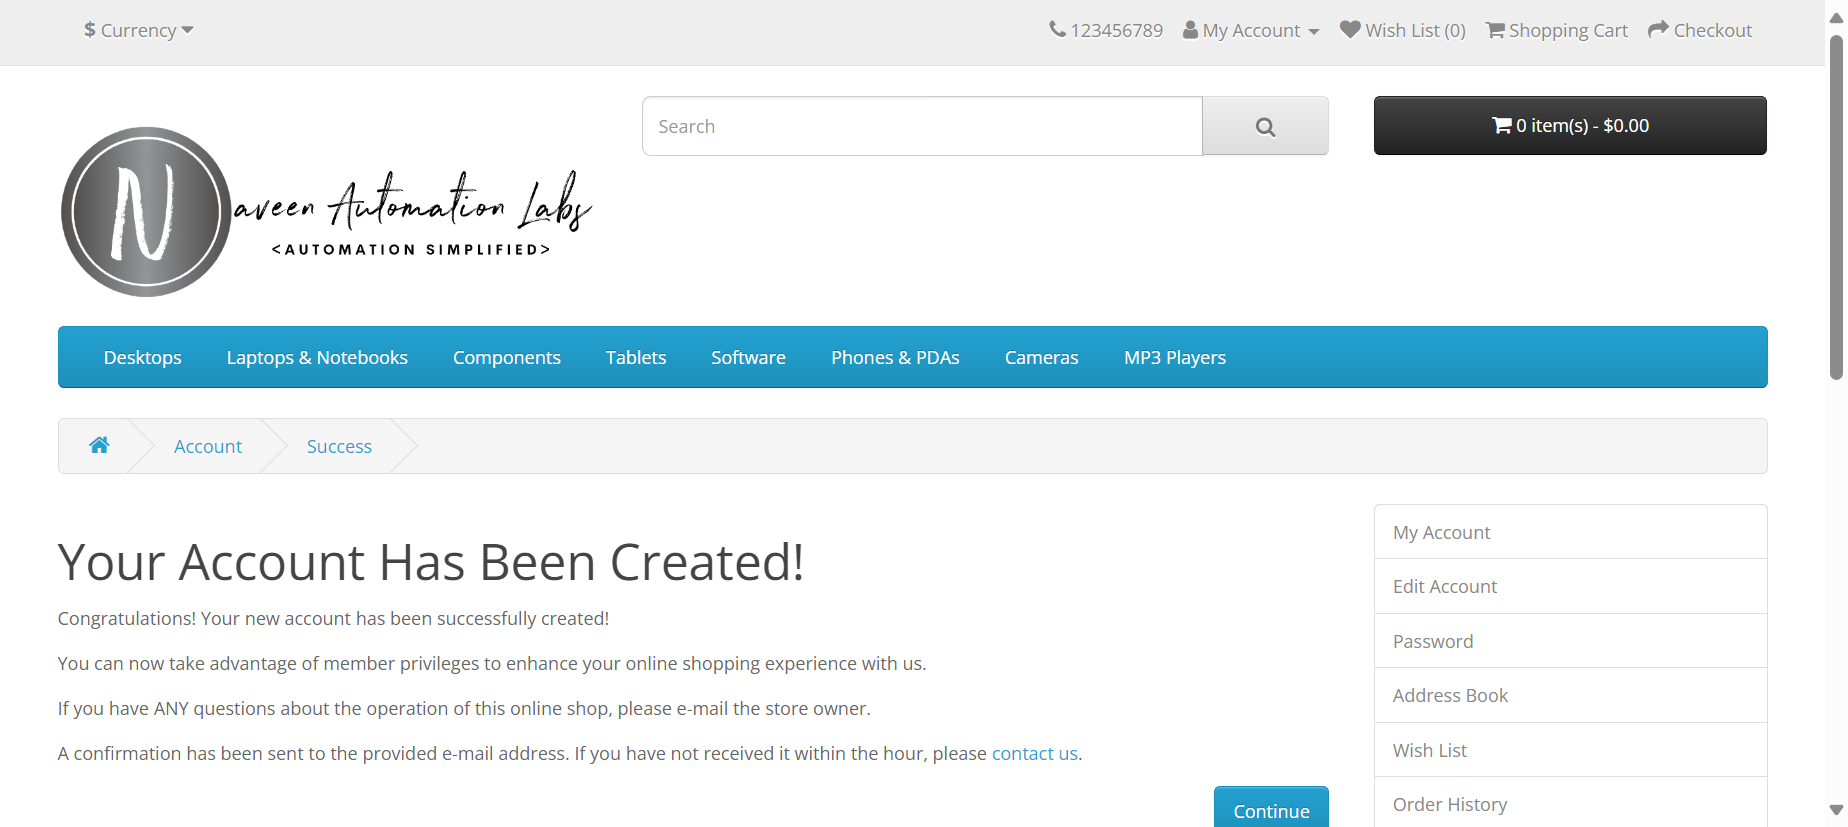 $ Currency
123456789 My Account Wish List (0) Shopping Cart Checkout
Search
0 item(s) - $0.00
N
aveen Automation Labs
<AUTOMATION SIMPLIFIED>
Desktops Laptops & Notebooks Components Tablets Software Phones & PDAs Cameras MP3 Players
Account Success
Your Account Has Been Created!
Congratulations! Your new account has been successfully created!
You can now take advantage of member privileges to enhance your online shopping experience with us.
If you have ANY questions about the operation of this online shop, please e-mail the store owner.
A confirmation has been sent to the provided e-mail address. If you have not received it within the hour, please contact us.
Continue
My Account
Edit Account
Password
Address Book
Wish List
Order History